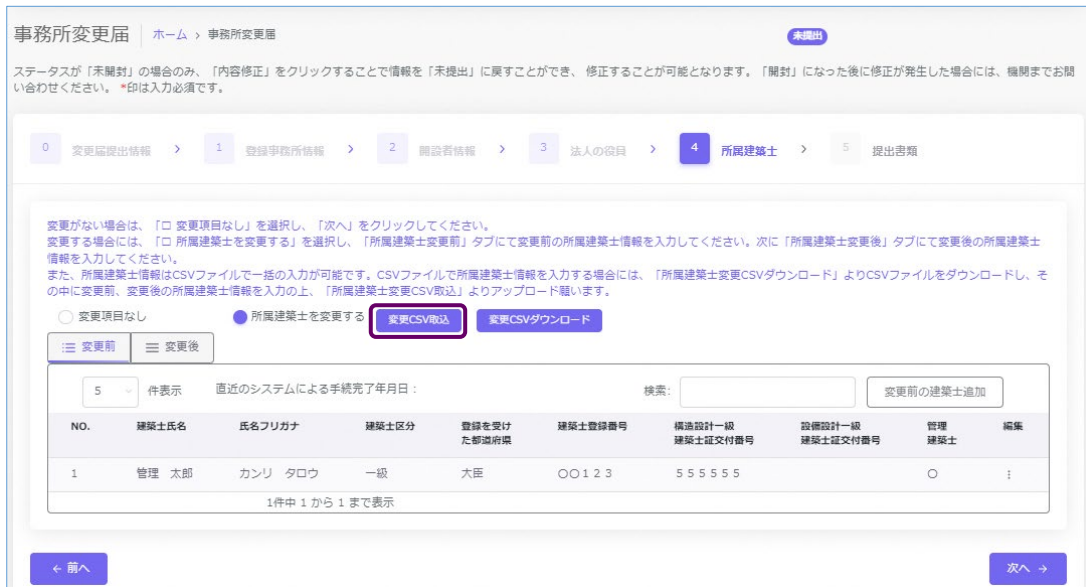 事務所変更届 ホーム › 事務所変更届 未提出
ステータスが「未開封」の場合のみ、「内容修正」をクリックすることで情報を「未提出」に戻すことができ、 修正することが可能となります。「開封」になった後に修正が発生した場合には、機関までお問
い合わせください。 *印は入力必須です。
0 変更届提出情報 › 1 登録事務所情報 › 2 開設者情報 › 3 法人の役員 › 4 所属建築士 › 5 提出書類
変更がない場合は、「□ 変更項目なし」を選択し、「次へ」をクリックしてください。
変更する場合には、「□ 所属建築士を変更する」を選択し、「所属建築士変更前」タブにて変更前の所属建築士情報を入力してください。次に「所属建築士変更後」タブにて変更後の所属建築士
情報を入力してください。
また、所属建築士情報はCSVファイルで一括の入力が可能です。CSVファイルで所属建築士情報を入力する場合には、「所属建築士変更CSVダウンロード」よりCSVファイルをダウンロードし、そ
の中に変更前、変更後の所属建築士情報を入力の上、「所属建築士変更CSV取込」よりアップロード願います。
変更項目なし 所属建築士を変更する 変更CSV取込 変更CSVダウンロード
変更前 変更後
5 件表示 直近のシステムによる手続完了年月日： 検索: 変更前の建築士追加
NO. 建築士氏名 氏名フリガナ 建築士区分 登録を受け 建築士登録番号 構造設計一級 設備設計一級 管理 編集
た都道府県 建築士証交付番号 建築士証交付番号 建築士
1 管理 太郎 カンリ タロウ 一級 大臣 〇〇１２３ ５５５５５５ 〇 ⋮
1件中 1 から 1 まで表示
← 前へ 次へ →